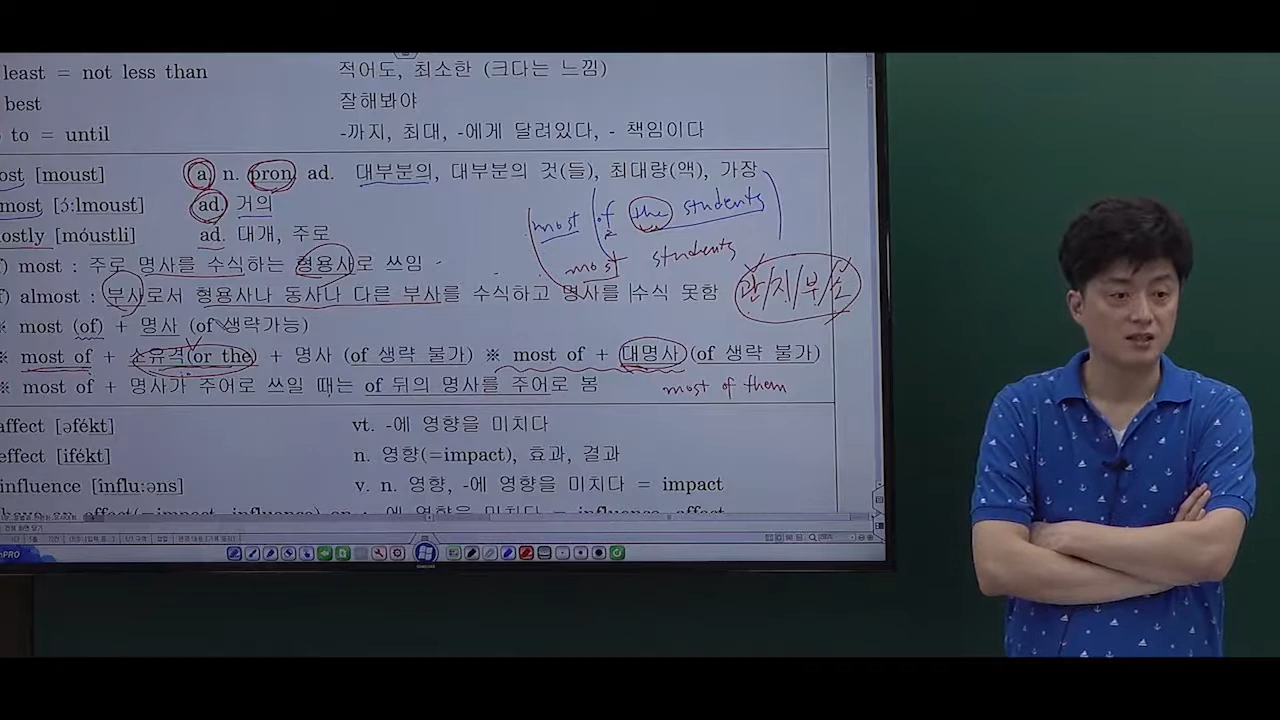 least = not less than 적어도, 최소한 (크다는 느낌)
best 잘해봐야
to = until -까지, 최대, -에게 달려있다, - 책임이다
ost [moust] a. n. pron. ad. 대부분의, 대부분의 것(들), 최대량(액), 가장
most [ɔ́:lmoust] ad. 거의
most of the students
ostly [móustli] ad. 대개, 주로
most students
) most : 주로 명사를 수식하는 형용사로 쓰임
관/지/부/소
) almost : 부사로서 형용사나 동사나 다른 부사를 수식하고 명사를 수식 못함
※ most (of) + 명사 (of 생략가능)
※ most of + 소유격(or the) + 명사 (of 생략 불가) ※ most of + 대명사 (of 생략 불가)
※ most of + 명사가 주어로 쓰일 때는 of 뒤의 명사를 주어로 봄
most of them
affect [əfékt] vt. -에 영향을 미치다
effect [ifékt] n. 영향(=impact), 효과, 결과
influence [ínflu:əns] v. n. 영향, -에 영향을 미치다 = impact